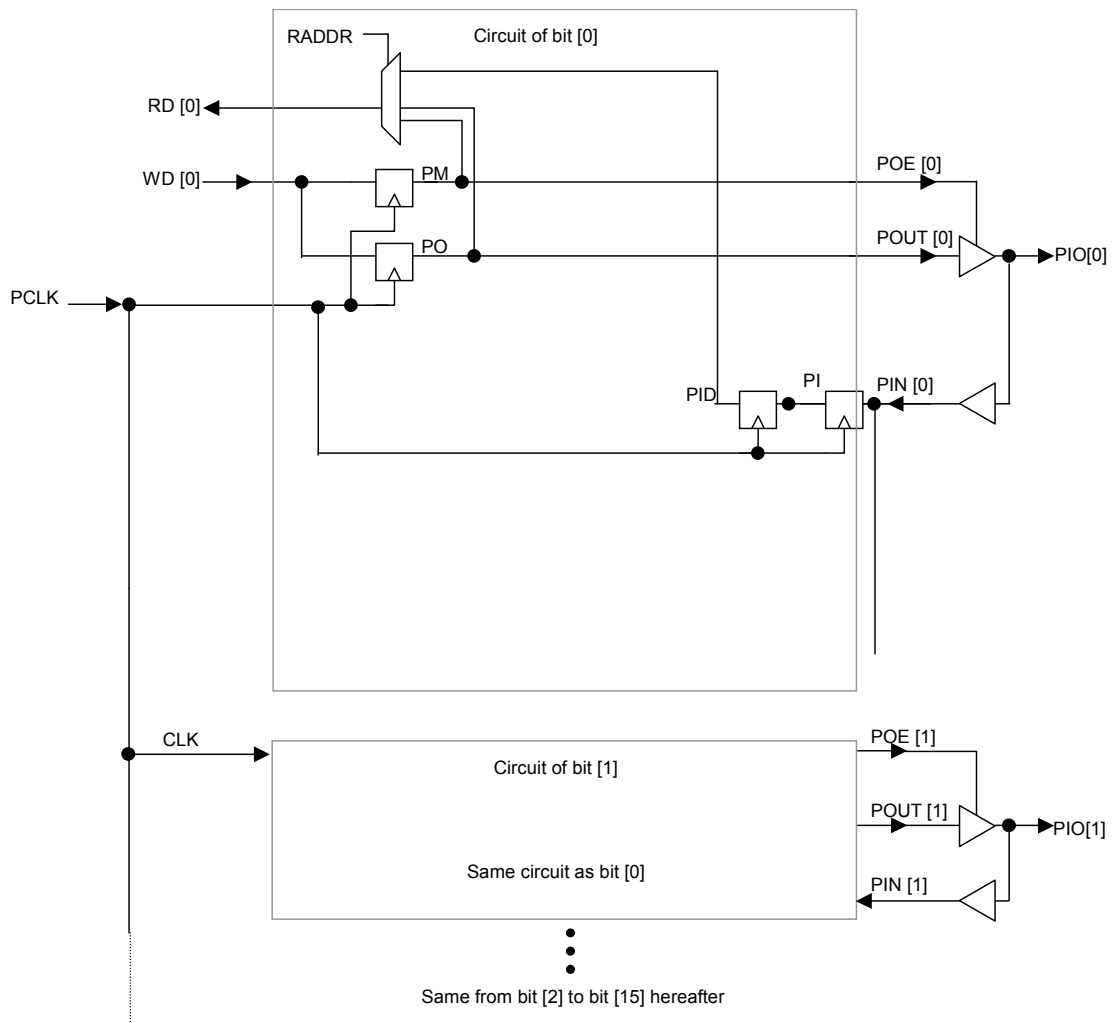 Circuit of bit [0]
RADDR
RD [0]
WD [0]
PM
POE [0]
PO
POUT [0]
PIO[0]
PCLK
PID
PI
PIN [0]
CLK
Circuit of bit [1]
POE [1]
POUT [1]
PIO[1]
Same circuit as bit [0]
PIN [1]
Same from bit [2] to bit [15] hereafter